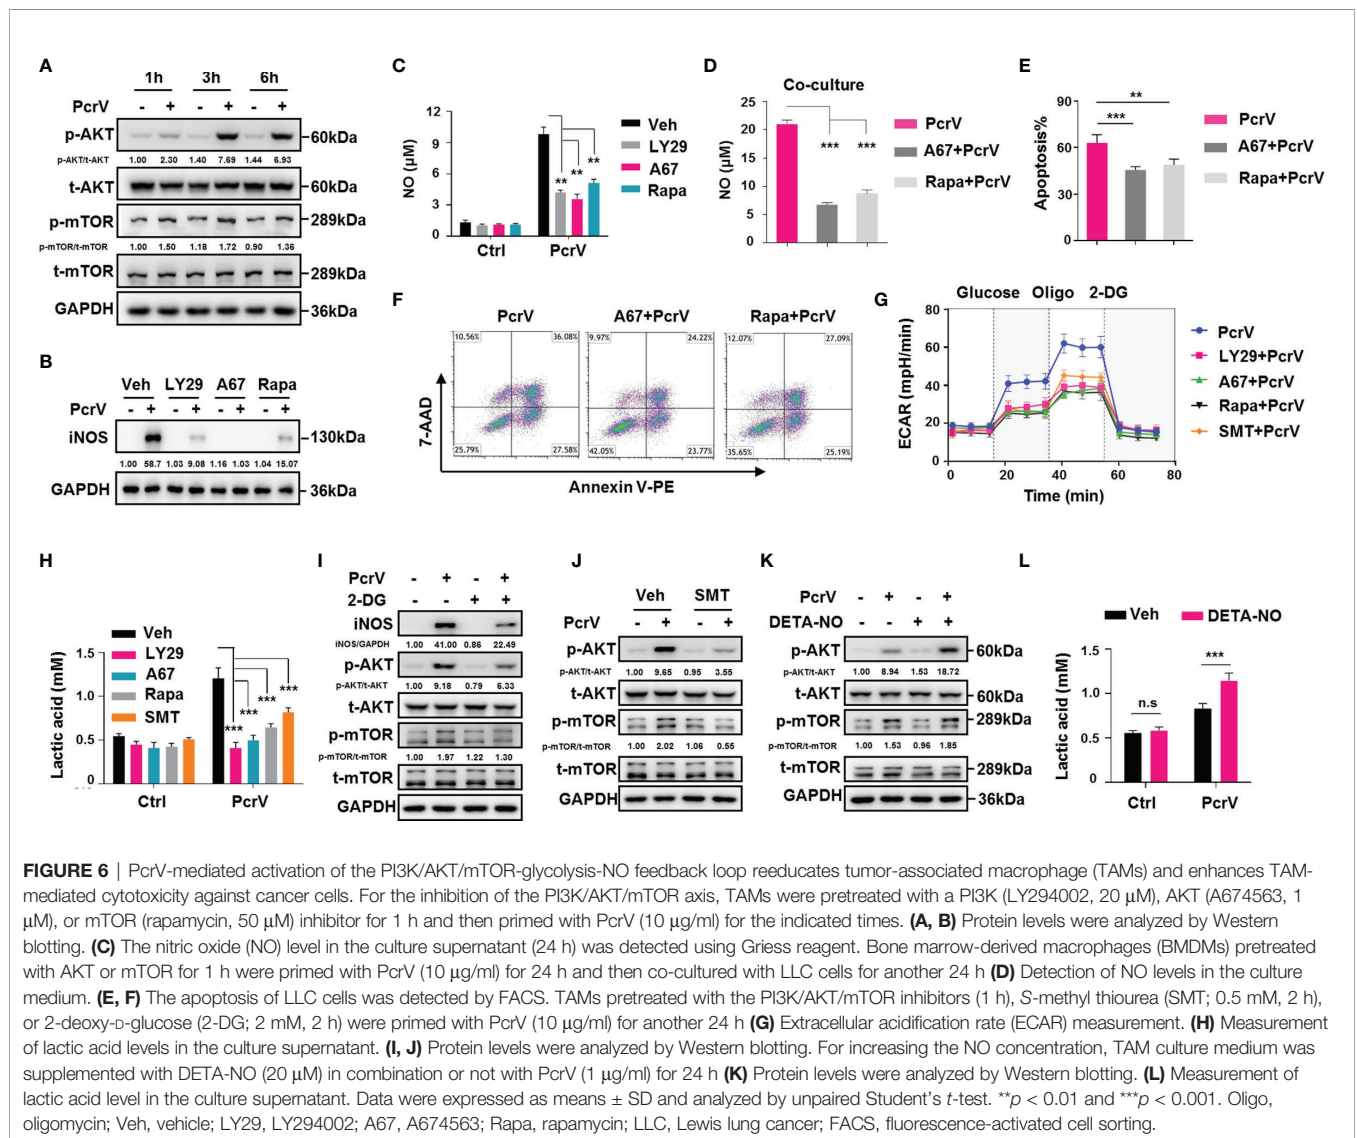 A
1h 3h 6h
PcrV - + - + - +
p-AKT 60kDa
p-AKT/t-AKT 1.00 2.30 1.40 7.69 1.44 6.93
t-AKT 60kDa
p-mTOR 289kDa
p-mTOR/t-mTOR 1.00 1.50 1.18 1.72 0.90 1.36
t-mTOR 289kDa
GAPDH 36kDa
B
Veh LY29 A67 Rapa
PcrV - + - + - + - +
iNOS 130kDa
1.00 58.7 1.03 9.08 1.16 1.03 1.04 15.07
GAPDH 36kDa
C
NO (μM)
12
9
6
3
0
** ** **
Ctrl PcrV
Veh
LY29
A67
Rapa
D
Co-culture
NO (μM)
25
20
15
10
5
0
*** ***
PcrV
A67+PcrV
Rapa+PcrV
E
Apoptosis%
90
60
30
0
**
***
PcrV
A67+PcrV
Rapa+PcrV
F
PcrV A67+PcrV Rapa+PcrV
10.56% 36.08% 9.97% 24.22% 12.07% 27.09%
25.79% 27.58% 42.05% 23.77% 35.65% 25.19%
7-AAD
Annexin V-PE
G
Glucose Oligo 2-DG
ECAR (mpH/min)
80
60
40
20
0
0 20 40 60 80
Time (min)
PcrV
LY29+PcrV
A67+PcrV
Rapa+PcrV
SMT+PcrV
H
Veh
LY29
A67
Rapa
SMT
Lactic acid (mM)
1.5
1.0
0.5
*** *** *** ***
Ctrl PcrV
I
PcrV - + - +
2-DG - - + +
iNOS
iNOS/GAPDH 1.00 41.00 0.86 22.49
p-AKT
p-AKT/t-AKT 1.00 9.18 0.79 6.33
t-AKT
p-mTOR
p-mTOR/t-mTOR 1.00 1.97 1.22 1.30
t-mTOR
GAPDH
J
Veh SMT
PcrV - + - +
p-AKT
p-AKT/t-AKT 1.00 9.65 0.95 3.55
t-AKT
p-mTOR
p-mTOR/t-mTOR 1.00 2.02 1.06 0.55
t-mTOR
GAPDH
K
PcrV - + - +
DETA-NO - - + +
p-AKT 60kDa
p-AKT/t-AKT 1.00 8.94 1.53 18.72
t-AKT 60kDa
p-mTOR 289kDa
p-mTOR/t-mTOR 1.00 1.53 0.96 1.85
t-mTOR 289kDa
GAPDH 36kDa
L
Veh DETA-NO
Lactic acid (mM)
1.5
1.0
0.5
0
n.s ***
Ctrl PcrV
FIGURE 6 | PcrV-mediated activation of the PI3K/AKT/mTOR-glycolysis-NO feedback loop reeducates tumor-associated macrophage (TAMs) and enhances TAM-
mediated cytotoxicity against cancer cells. For the inhibition of the PI3K/AKT/mTOR axis, TAMs were pretreated with a PI3K (LY294002, 20 μM), AKT (A674563, 1
μM), or mTOR (rapamycin, 50 μM) inhibitor for 1 h and then primed with PcrV (10 μg/ml) for the indicated times. (A, B) Protein levels were analyzed by Western
blotting. (C) The nitric oxide (NO) level in the culture supernatant (24 h) was detected using Griess reagent. Bone marrow-derived macrophages (BMDMs) pretreated
with AKT or mTOR for 1 h were primed with PcrV (10 μg/ml) for 24 h and then co-cultured with LLC cells for another 24 h (D) Detection of NO levels in the culture
medium. (E, F) The apoptosis of LLC cells was detected by FACS. TAMs pretreated with the PI3K/AKT/mTOR inhibitors (1 h), S-methyl thiourea (SMT; 0.5 mM, 2 h),
or 2-deoxy-D-glucose (2-DG; 2 mM, 2 h) were primed with PcrV (10 μg/ml) for another 24 h (G) Extracellular acidification rate (ECAR) measurement. (H) Measurement
of lactic acid levels in the culture supernatant. (I, J) Protein levels were analyzed by Western blotting. For increasing the NO concentration, TAM culture medium was
supplemented with DETA-NO (20 μM) in combination or not with PcrV (1 μg/ml) for 24 h (K) Protein levels were analyzed by Western blotting. (L) Measurement of
lactic acid level in the culture supernatant. Data were expressed as means ± SD and analyzed by unpaired Student's t-test. **p < 0.01 and ***p < 0.001. Oligo,
oligomycin; Veh, vehicle; LY29, LY294002; A67, A674563; Rapa, rapamycin; LLC, Lewis lung cancer; FACS, fluorescence-activated cell sorting.